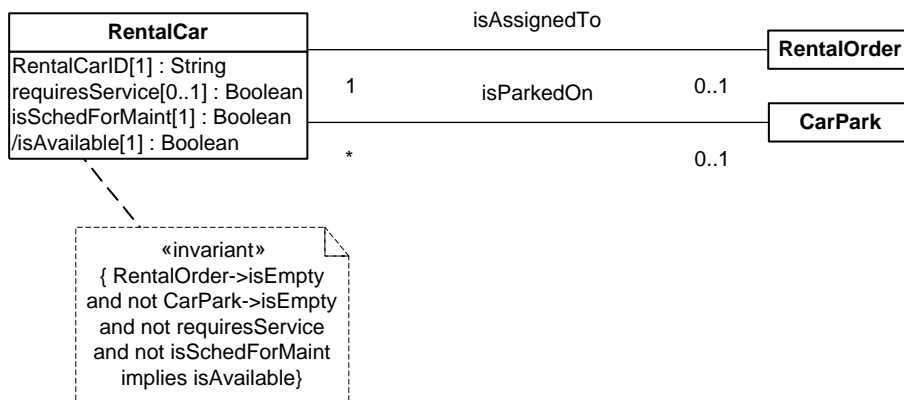 RentalCar
RentalCarID[1] : String
requiresService[0..1] : Boolean
isSchedForMaint[1] : Boolean
/isAvailable[1] : Boolean
isAssignedTo
RentalOrder
1
0..1
isParkedOn
CarPark
*
0..1
«invariant»
{ RentalOrder->isEmpty
and not CarPark->isEmpty
and not requiresService
and not isSchedForMaint
implies isAvailable}